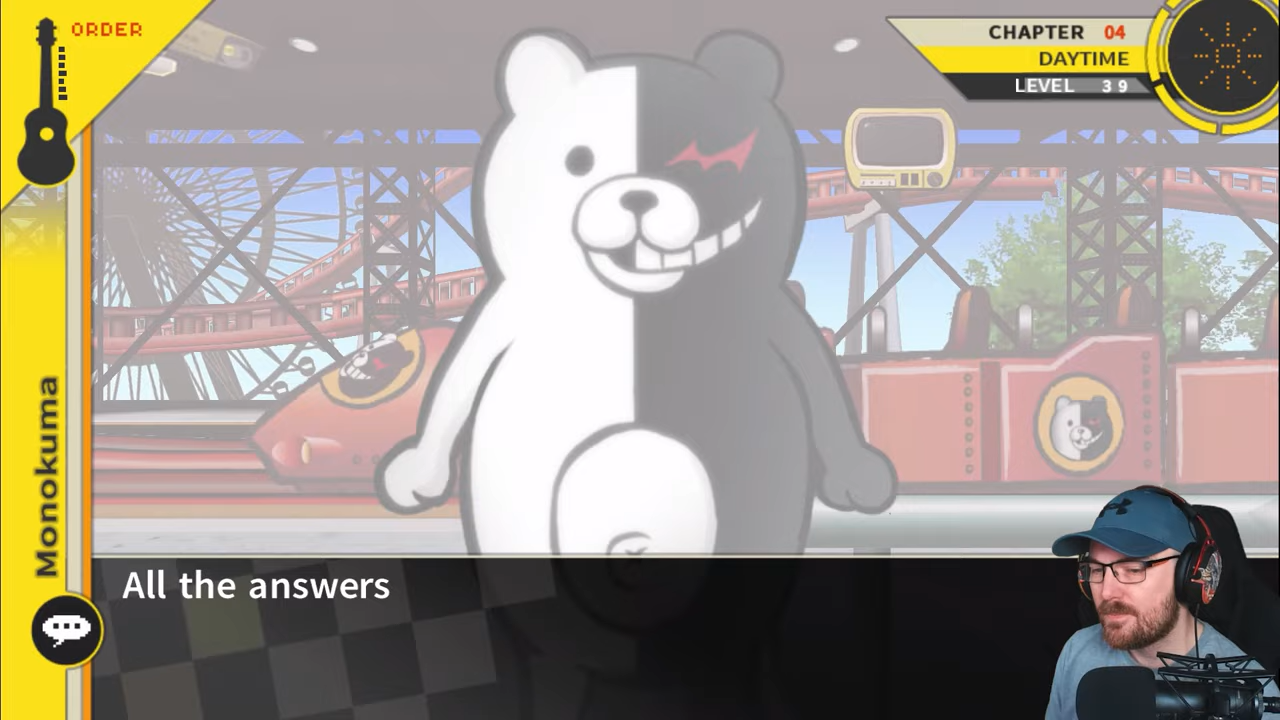 ORDER
CHAPTER 04
DAYTIME
LEVEL 39
Monokuma
All the answers